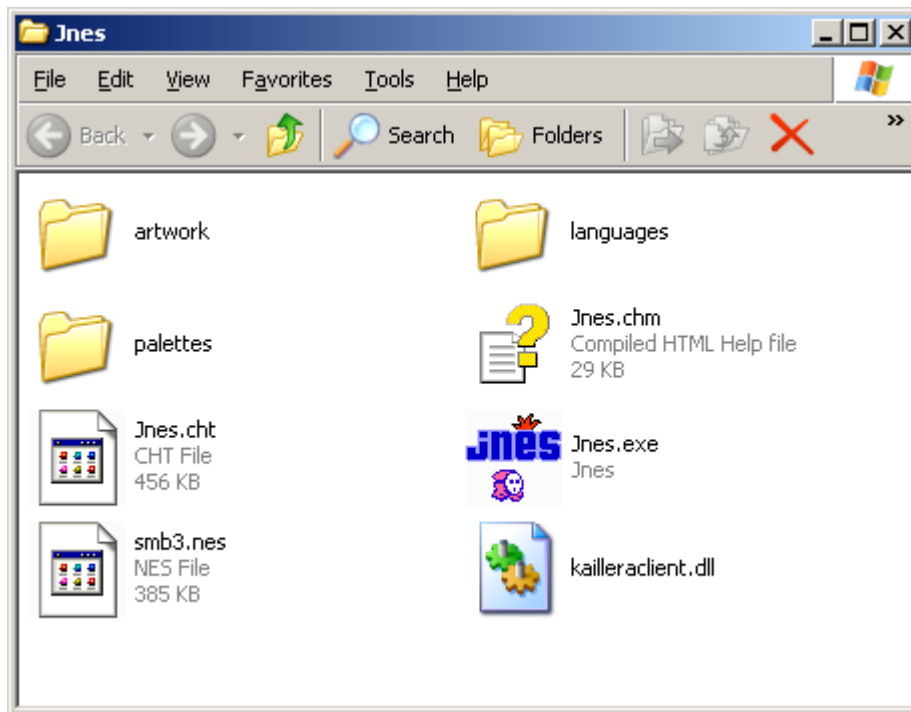 Jnes
File Edit View Favorites Tools Help
Back Search Folders »
artwork
languages
palettes
Jnes.chm
Compiled HTML Help file
29 KB
Jnes.cht
CHT File
456 KB
jnes
Jnes.exe
Jnes
smb3.nes
NES File
385 KB
kailleraclient.dll